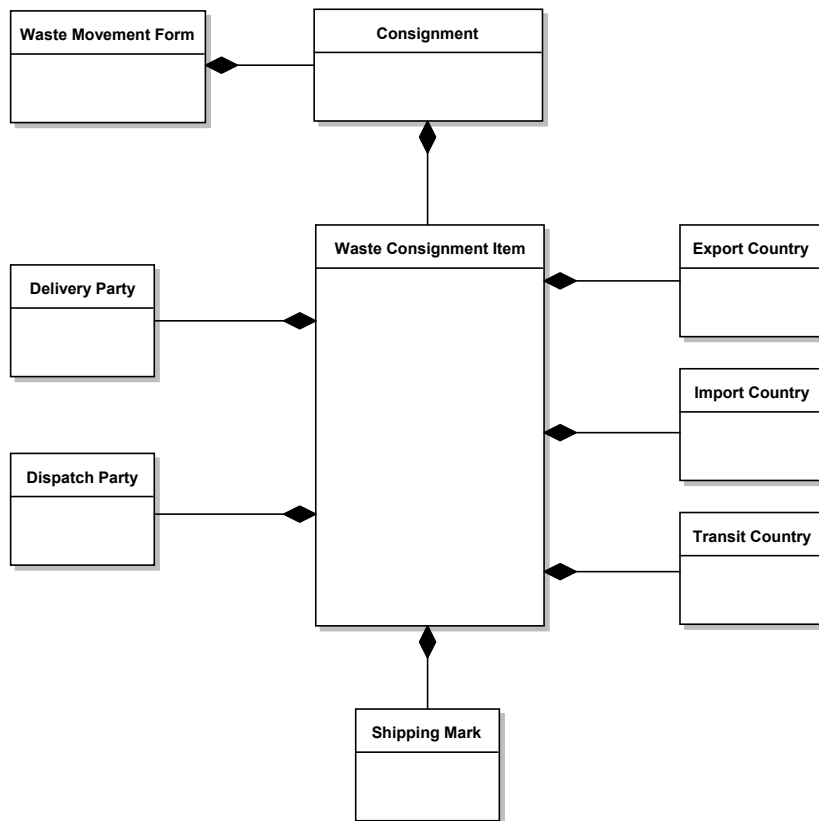 Waste Movement Form
Consignment
Waste Consignment Item
Export Country
Delivery Party
Import Country
Dispatch Party
Transit Country
Shipping Mark